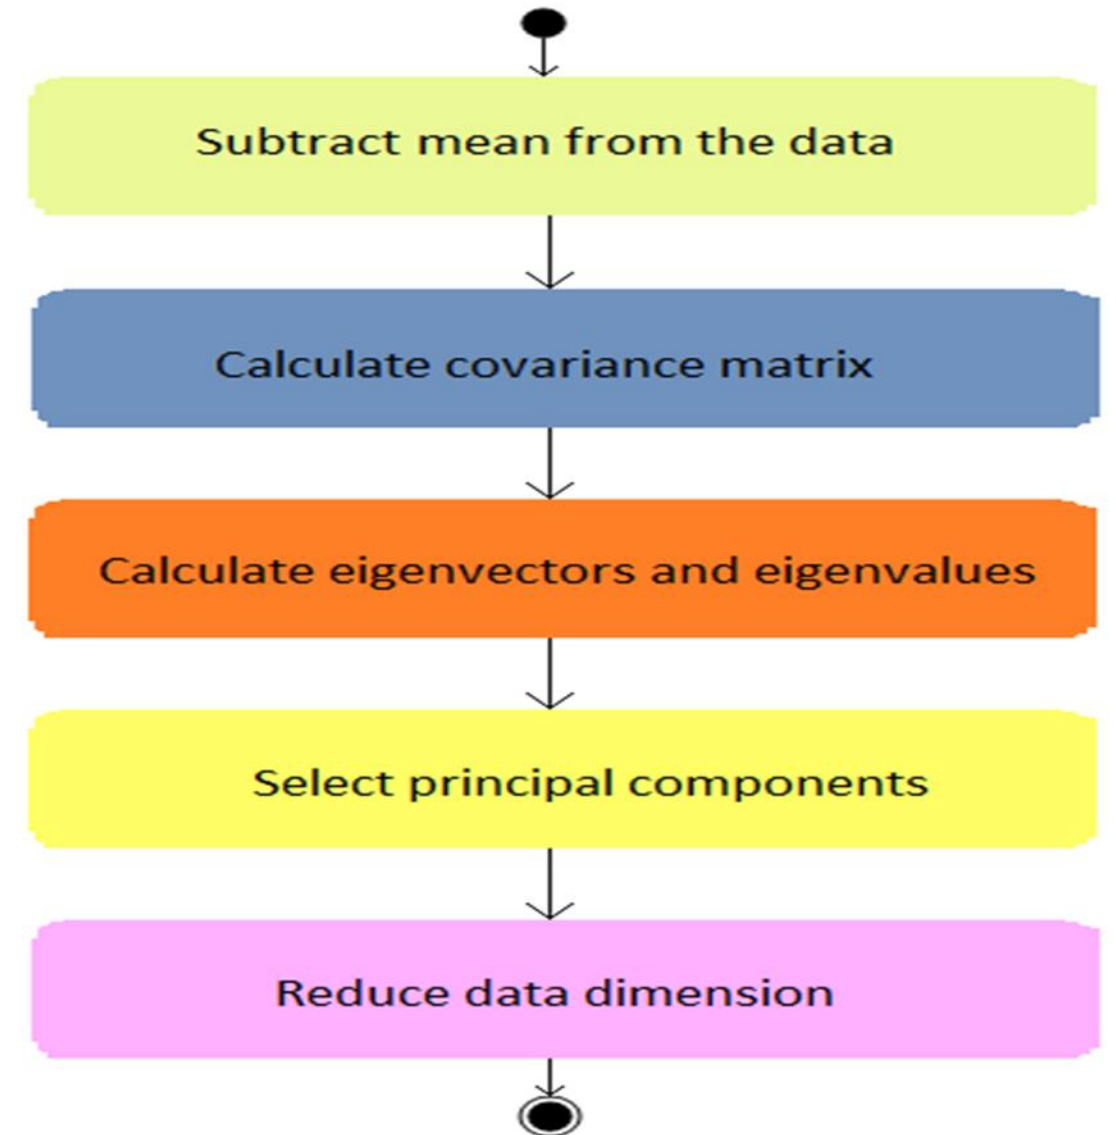 Subtract mean from the data
Calculate covariance matrix
Calculate eigenvectors and eigenvalues
Select principal components
Reduce data dimension